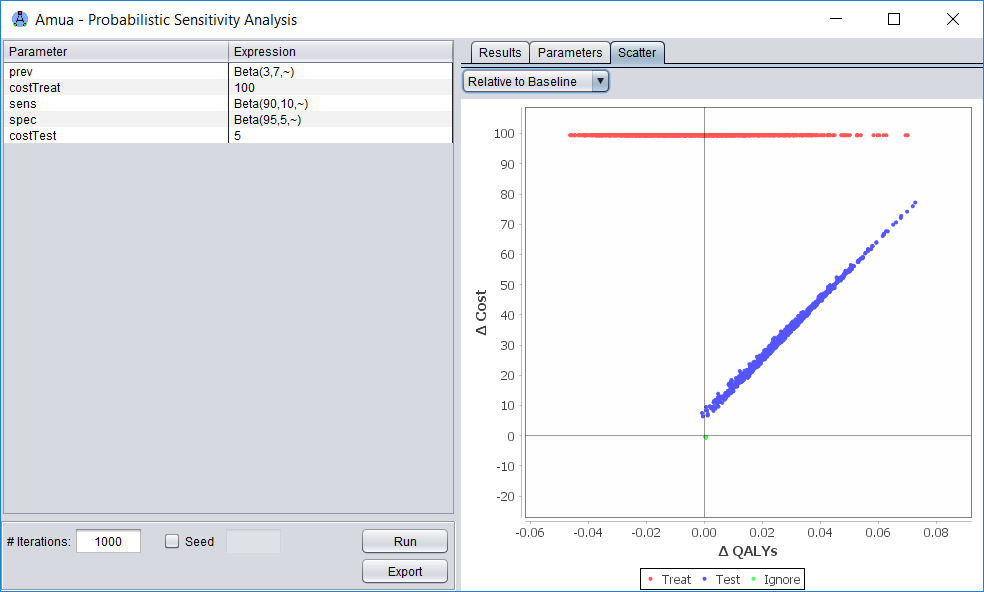 Amua - Probabilistic Sensitivity Analysis
Parameter Expression
prev Beta(3,7,~)
costTreat 100
sens Beta(90,10,~)
spec Beta(95,5,~)
costTest 5
# Iterations: 1000 Seed Run
Export
Results Parameters Scatter
Relative to Baseline
100
90
80
70
60
50
40
30
20
10
0
-10
-20
Δ Cost
-0.06 -0.04 -0.02 0.00 0.02 0.04 0.06 0.08
Δ QALYs
Treat Test Ignore